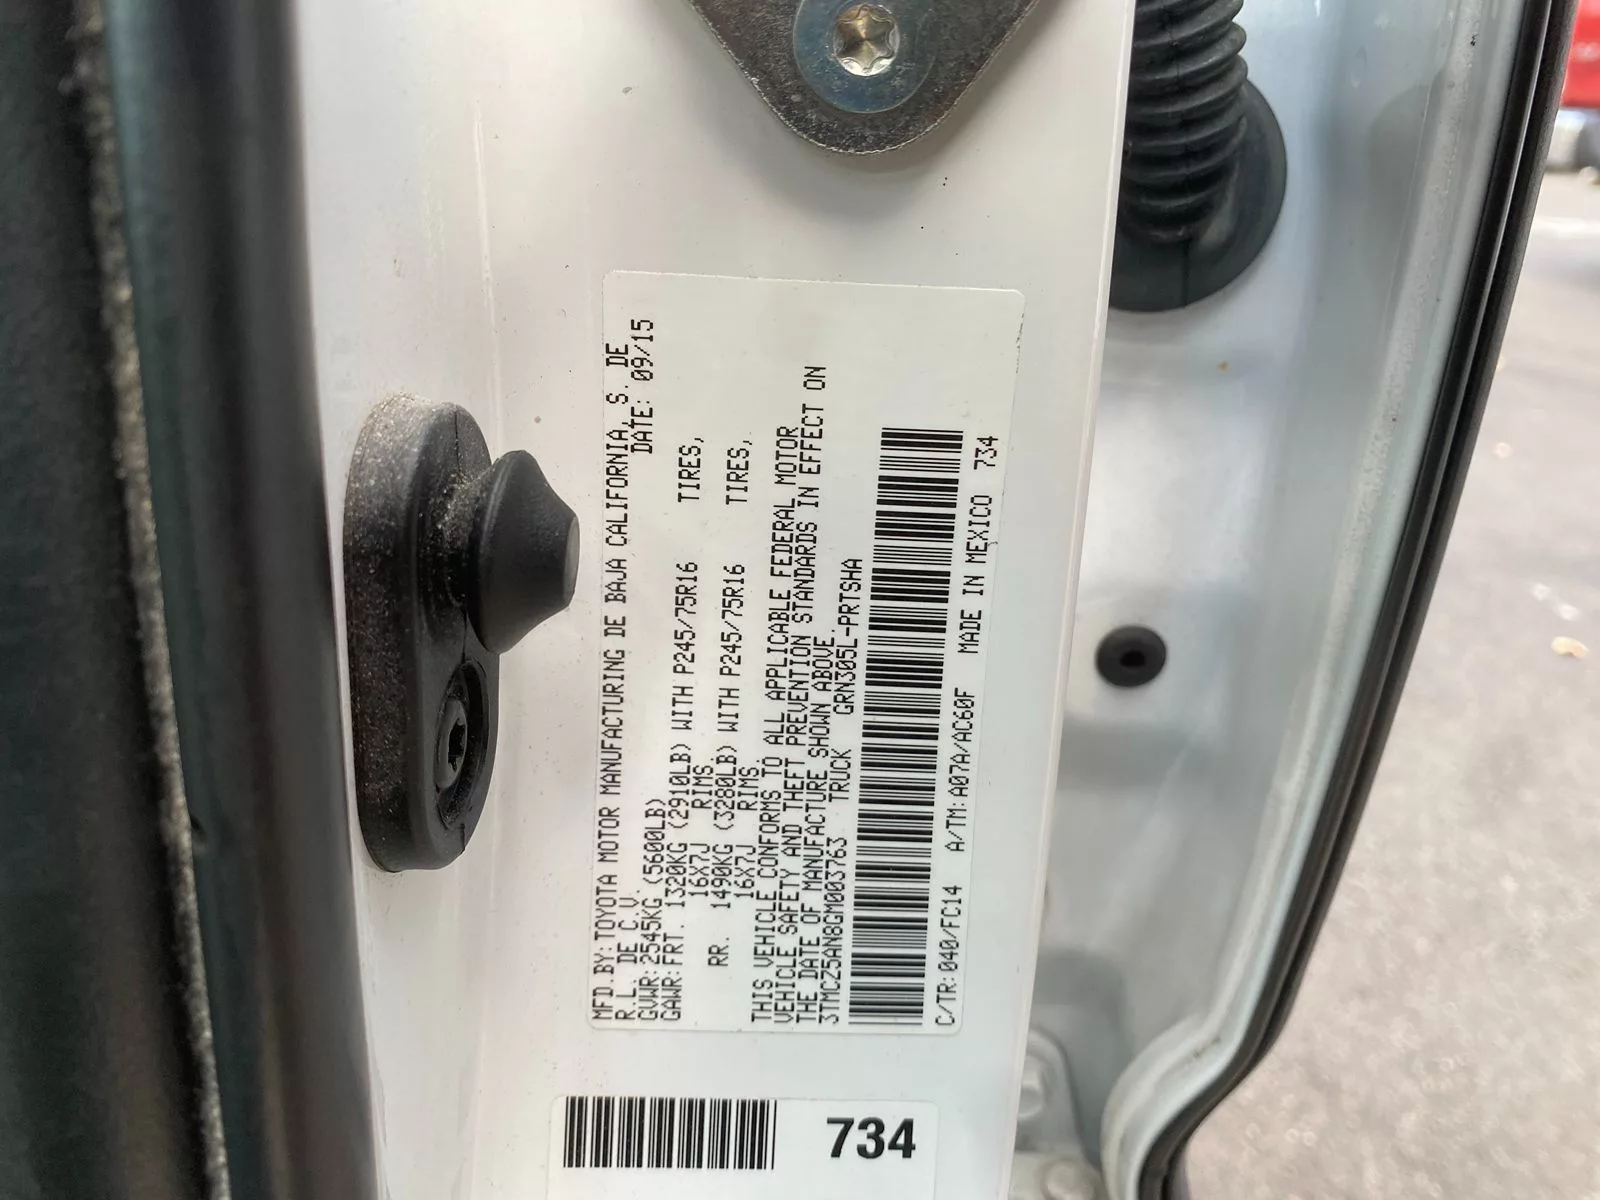 MFD.BY:TOYOTA MOTOR MANUFACTURING DE BAJA CALIFORNIA, S. DE
R.L. DE C.V. DATE: 09/15
GVWR:2545KG (5600LB)
GAWR:FRT. 1320KG (2910LB) WITH P245/75R16 TIRES,
16X7J RIMS.
RR. 1490KG (3280LB) WITH P245/75R16 TIRES,
16X7J RIMS.
THIS VEHICLE CONFORMS TO ALL APPLICABLE FEDERAL MOTOR
VEHICLE SAFETY AND THEFT PREVENTION STANDARDS IN EFFECT ON
THE DATE OF MANUFACTURE SHOWN ABOVE.
3TMCZ5AN8GM003763 TRUCK GRN305L-PRTSHA
C/TR:040/FC14 A/TM:A07A/AC60F MADE IN MEXICO 734
734